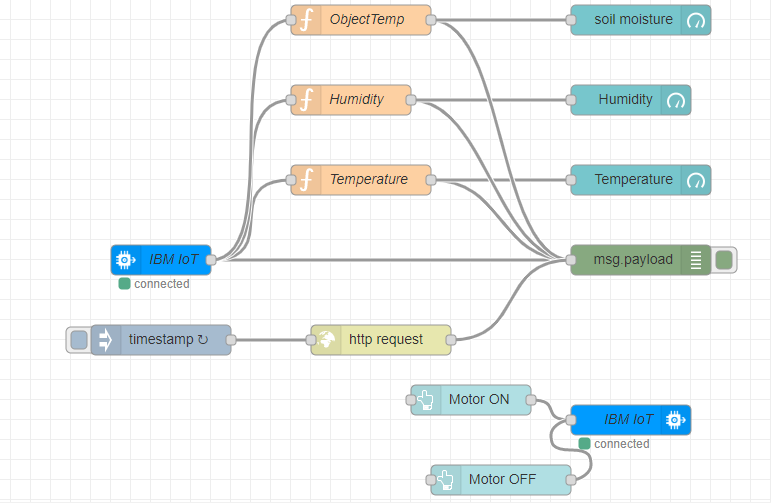 ObjectTemp
soil moisture
Humidity
Humidity
Temperature
Temperature
IBM IoT
msg.payload
connected
timestamp ↻
http request
Motor ON
IBM IoT
connected
Motor OFF